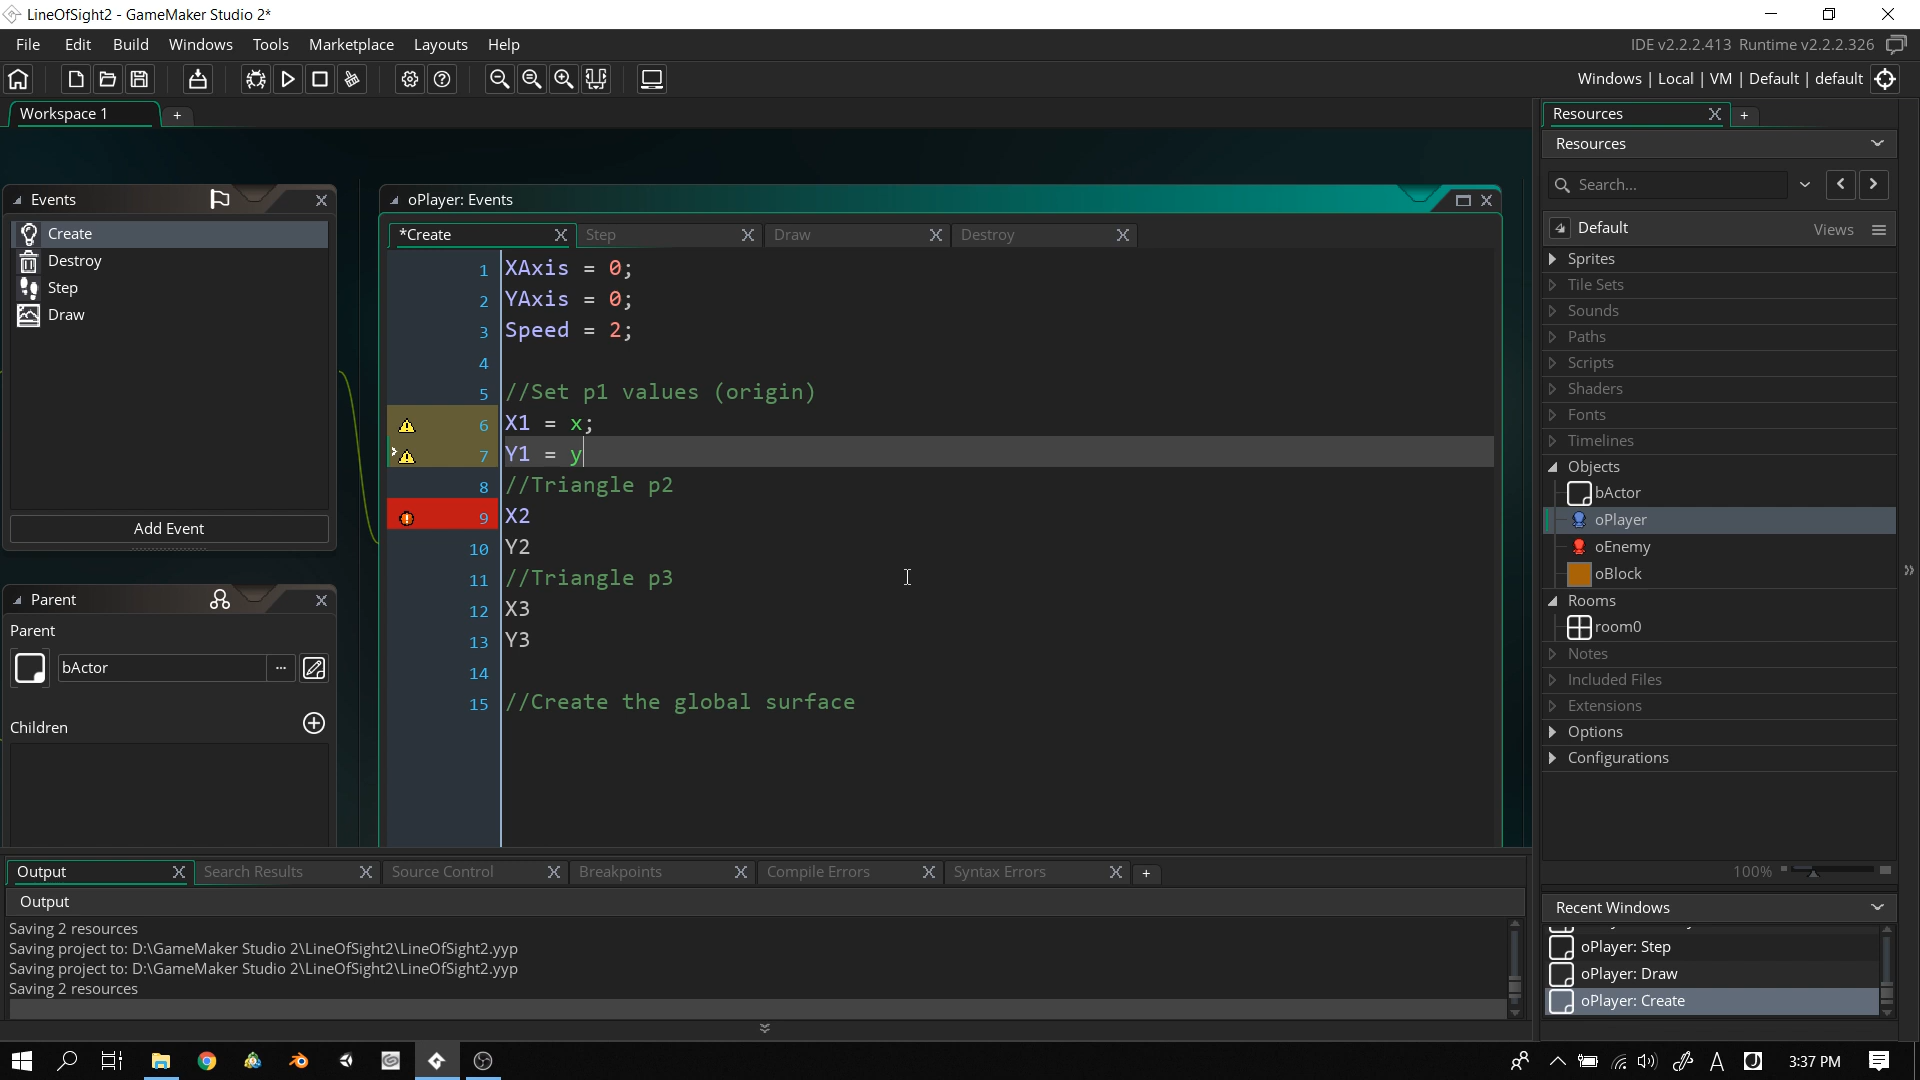 LineOfSight2 - GameMaker Studio 2*
File Edit Build Windows Tools Marketplace Layouts Help
IDE v2.2.2.413 Runtime v2.2.2.326
Windows | Local | VM | Default | default
Workspace 1
+
Events
Create
Destroy
Step
Draw
Add Event
Parent
Parent
bActor
...
Children
oPlayer: Events
*Create
Step
Draw
Destroy
1 XAxis = 0;
2 YAxis = 0;
3 Speed = 2;
4
5 //Set p1 values (origin)
6 X1 = x;
7 Y1 = y
8 //Triangle p2
9 X2
10 Y2
11 //Triangle p3
12 X3
13 Y3
14
15 //Create the global surface
Output
Search Results
Source Control
Breakpoints
Compile Errors
Syntax Errors
+
Output
Saving 2 resources
Saving project to: D:\GameMaker Studio 2\LineOfSight2\LineOfSight2.yyp
Saving project to: D:\GameMaker Studio 2\LineOfSight2\LineOfSight2.yyp
Saving 2 resources
Resources
+
Resources
Search...
Default
Views
Sprites
Tile Sets
Sounds
Paths
Scripts
Shaders
Fonts
Timelines
Objects
bActor
oPlayer
oEnemy
oBlock
Rooms
room0
Notes
Included Files
Extensions
Options
Configurations
100%
Recent Windows
oPlayer: Step
oPlayer: Draw
oPlayer: Create
3:37 PM